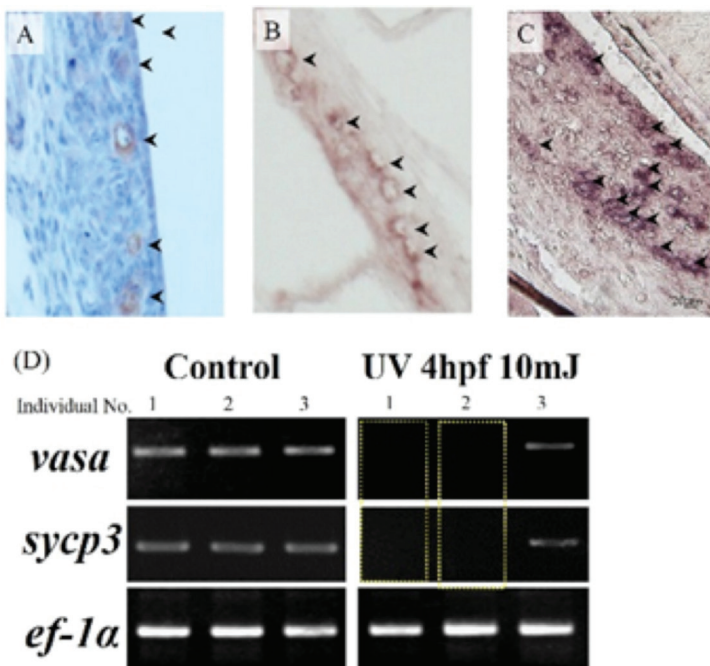 A
B
C
(D)
Control
UV 4hpf 10mJ
Individual No.
1
2
3
1
2
3
vasa
sycp3
ef-1α